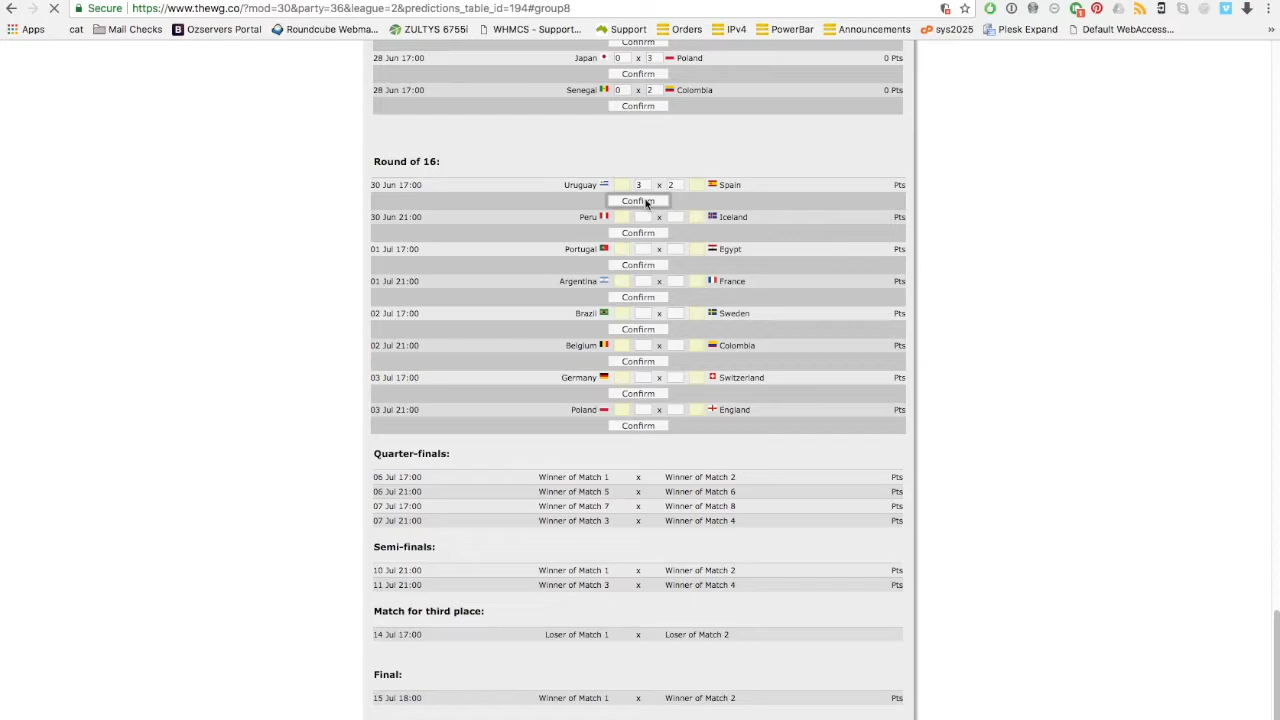 Secure https://www.thewg.co/?mod=30&party=36&league=2&predictions_table_id=194#group8
Apps cat Mail Checks Ozservers Portal Roundcube Webma... ZULTYS 6755i WHMCS - Support... Support Orders IPv4 PowerBar Announcements sys2025 Plesk Expand Default WebAccess...
Confirm
28 Jun 17:00 Japan 0 x 3 Poland 0 Pts
Confirm
28 Jun 17:00 Senegal 0 x 2 Colombia 0 Pts
Confirm
Round of 16:
30 Jun 17:00 Uruguay 3 x 2 Spain Pts
Confirm
30 Jun 21:00 Peru x Iceland Pts
Confirm
01 Jul 17:00 Portugal x Egypt Pts
Confirm
01 Jul 21:00 Argentina x France Pts
Confirm
02 Jul 17:00 Brazil x Sweden Pts
Confirm
02 Jul 21:00 Belgium x Colombia Pts
Confirm
03 Jul 17:00 Germany x Switzerland Pts
Confirm
03 Jul 21:00 Poland x England Pts
Confirm
Quarter-finals:
06 Jul 17:00 Winner of Match 1 x Winner of Match 2 Pts
06 Jul 21:00 Winner of Match 5 x Winner of Match 6 Pts
07 Jul 17:00 Winner of Match 7 x Winner of Match 8 Pts
07 Jul 21:00 Winner of Match 3 x Winner of Match 4 Pts
Semi-finals:
10 Jul 21:00 Winner of Match 1 x Winner of Match 2 Pts
11 Jul 21:00 Winner of Match 3 x Winner of Match 4 Pts
Match for third place:
14 Jul 17:00 Loser of Match 1 x Loser of Match 2
Final:
15 Jul 18:00 Winner of Match 1 x Winner of Match 2 Pts